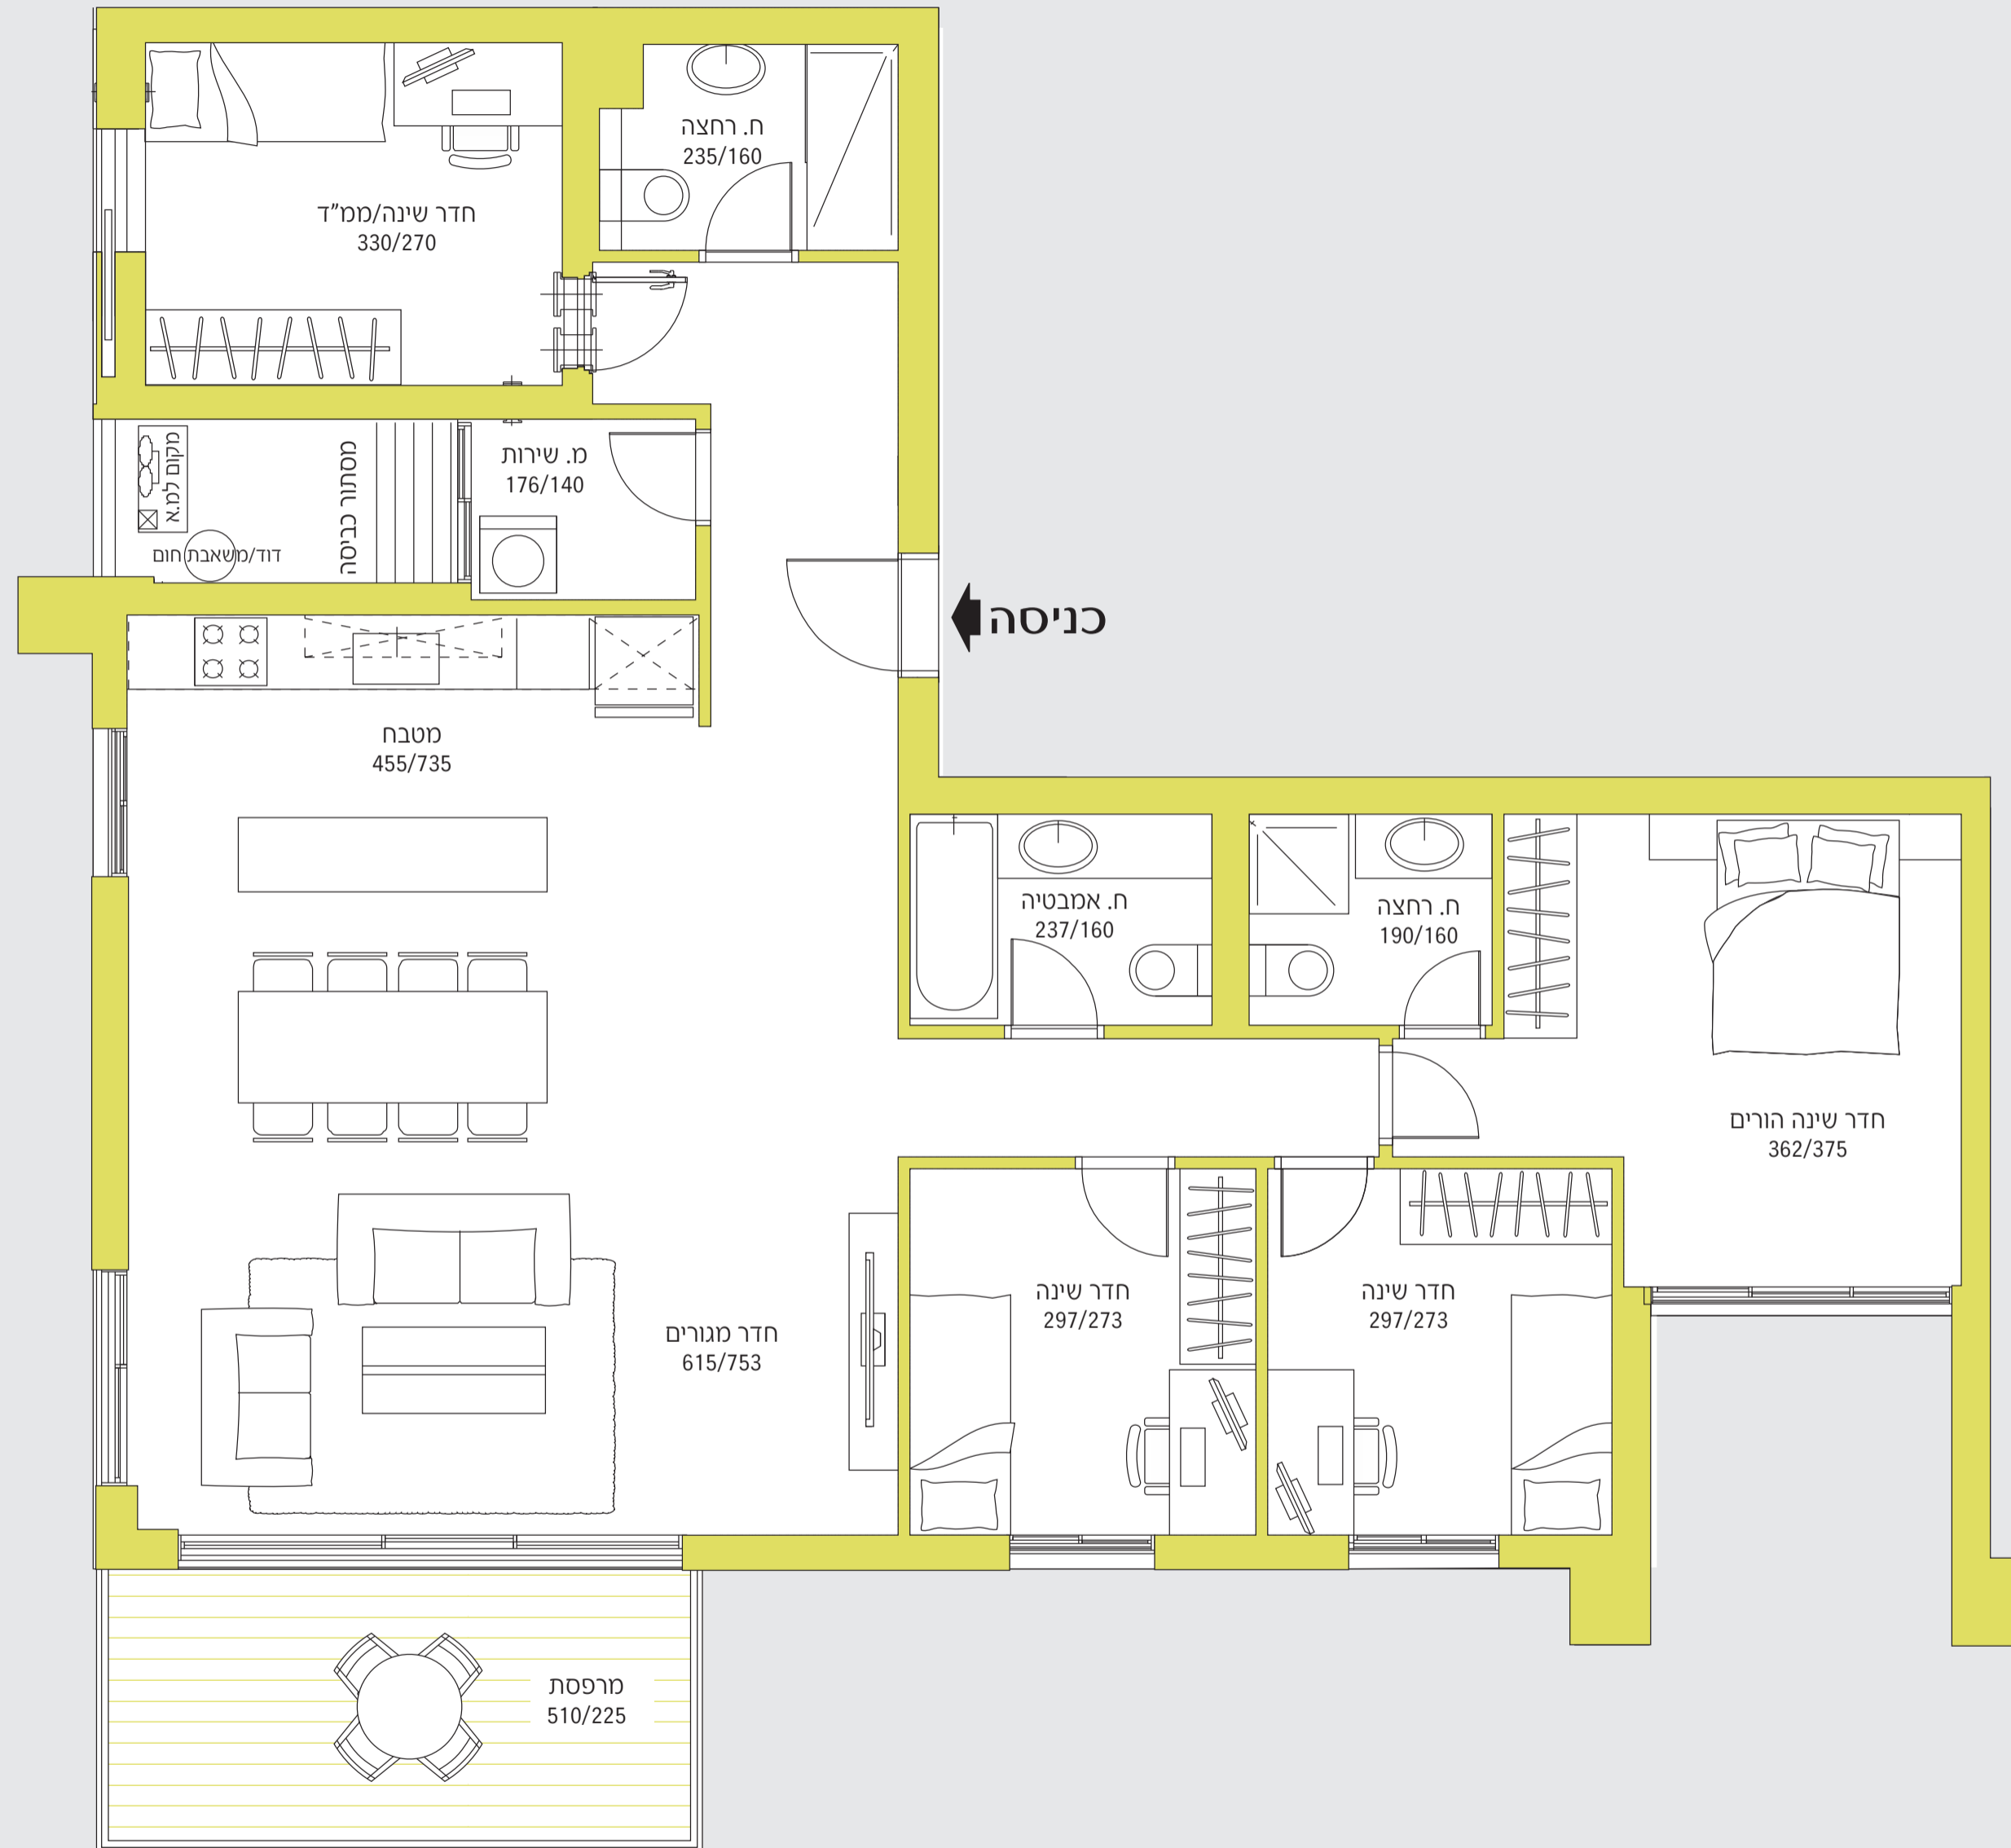 ח. רחצה
235/160
חדר שינה/ממ״ד
330/270
מ. שירות
176/140
מסתור כביסה
מקום למ.א
דוד/משאבת חום
כניסה
מטבח
455/735
ח. אמבטיה
237/160
ח. רחצה
190/160
חדר שינה הורים
362/375
חדר שינה
297/273
חדר שינה
297/273
חדר מגורים
615/753
מרפסת
510/225